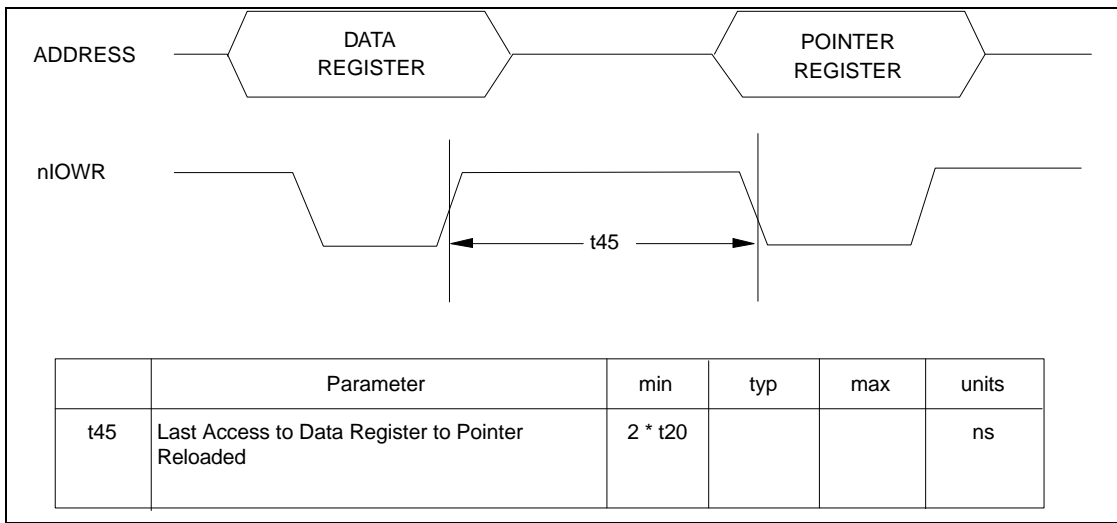 ADDRESS
DATA
REGISTER
POINTER
REGISTER
nIOWR
t45
Parameter min typ max units
t45 Last Access to Data Register to Pointer 2 * t20 ns
Reloaded